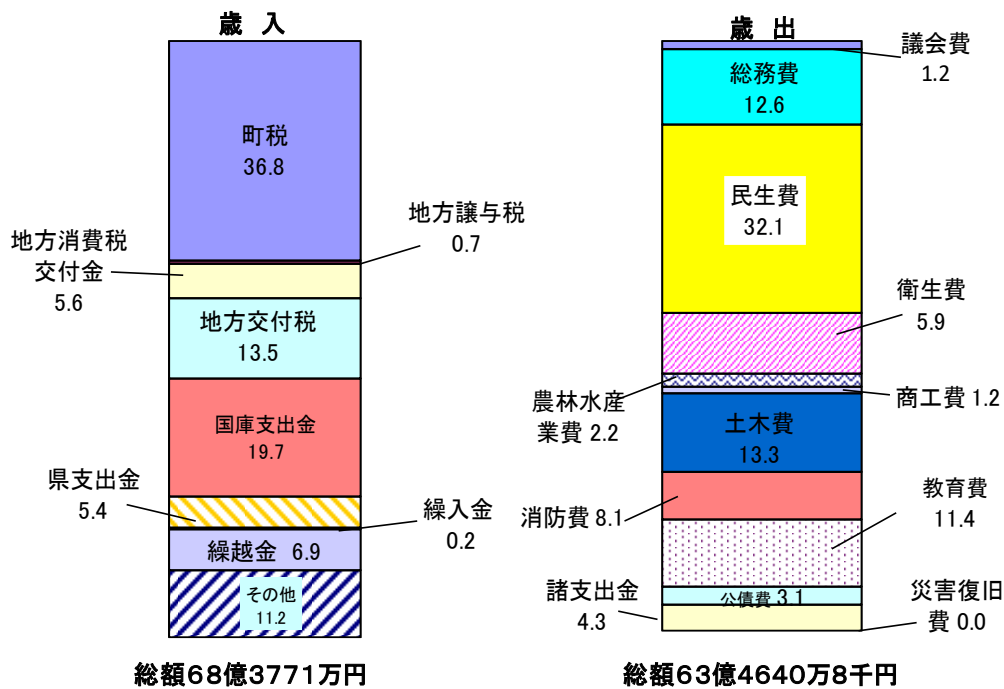 歳 入
町税
36.8
地方譲与税
0.7
地方消費税
交付金
5.6
地方交付税
13.5
国庫支出金
19.7
県支出金
5.4
繰入金
0.2
繰越金 6.9
その他
11.2
総額68億3771万円
歳 出
議会費
1.2
総務費
12.6
民生費
32.1
衛生費
5.9
農林水産
業費 2.2
商工費 1.2
土木費
13.3
消防費 8.1
教育費
11.4
公債費 3.1
諸支出金
4.3
災害復旧
費 0.0
総額63億4640万8千円